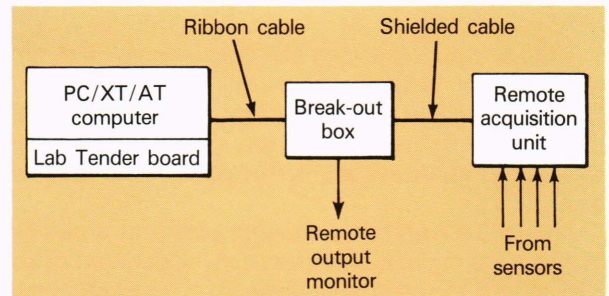 Ribbon cable
Shielded cable
PC/XT/AT
computer
Lab Tender board
Break-out
box
Remote
acquisition
unit
Remote
output
monitor
From
sensors